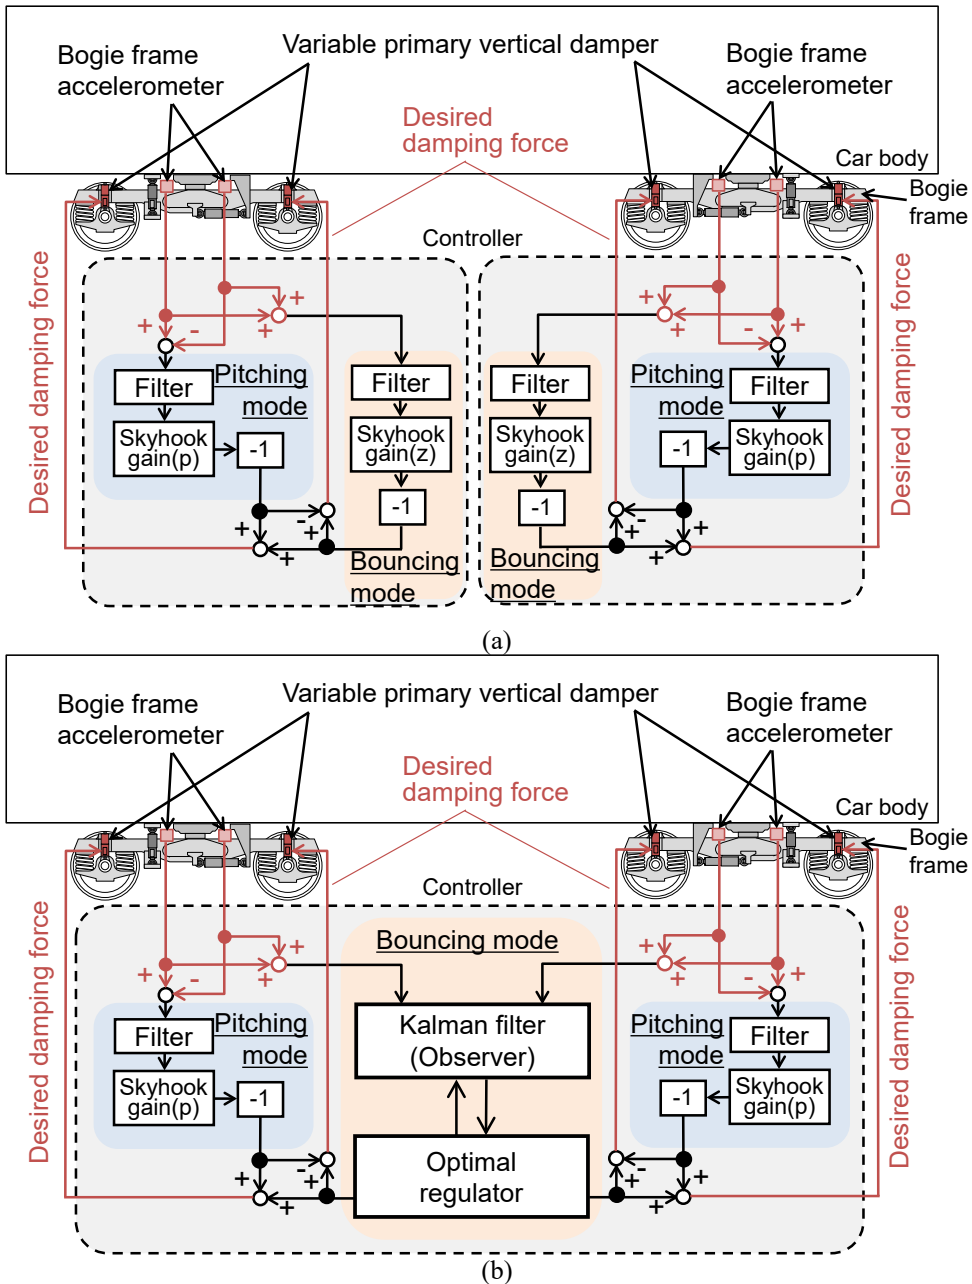 Bogie frame
accelerometer
Variable primary vertical damper
Bogie frame
accelerometer
Desired
damping force
Car body
Bogie
frame
Controller
Desired damping force
Desired damping force
+
+
+
-
+
+
-
+
Filter
Pitching
mode
Skyhook
gain(p)
-1
Filter
Skyhook
gain(z)
-1
Bouncing
mode
Filter
Skyhook
gain(z)
-1
Bouncing
mode
Pitching
mode
Filter
Skyhook
gain(p)
-1
+
-
+
+
-
+
+
+
(a)
Bogie frame
accelerometer
Variable primary vertical damper
Bogie frame
accelerometer
Desired
damping force
Car body
Bogie
frame
Controller
Desired damping force
Desired damping force
Bouncing mode
+
+
+
-
+
+
-
+
Filter
Pitching
mode
Skyhook
gain(p)
-1
Kalman filter
(Observer)
Optimal
regulator
Pitching
mode
Filter
Skyhook
gain(p)
-1
+
-
+
+
-
+
+
+
(b)